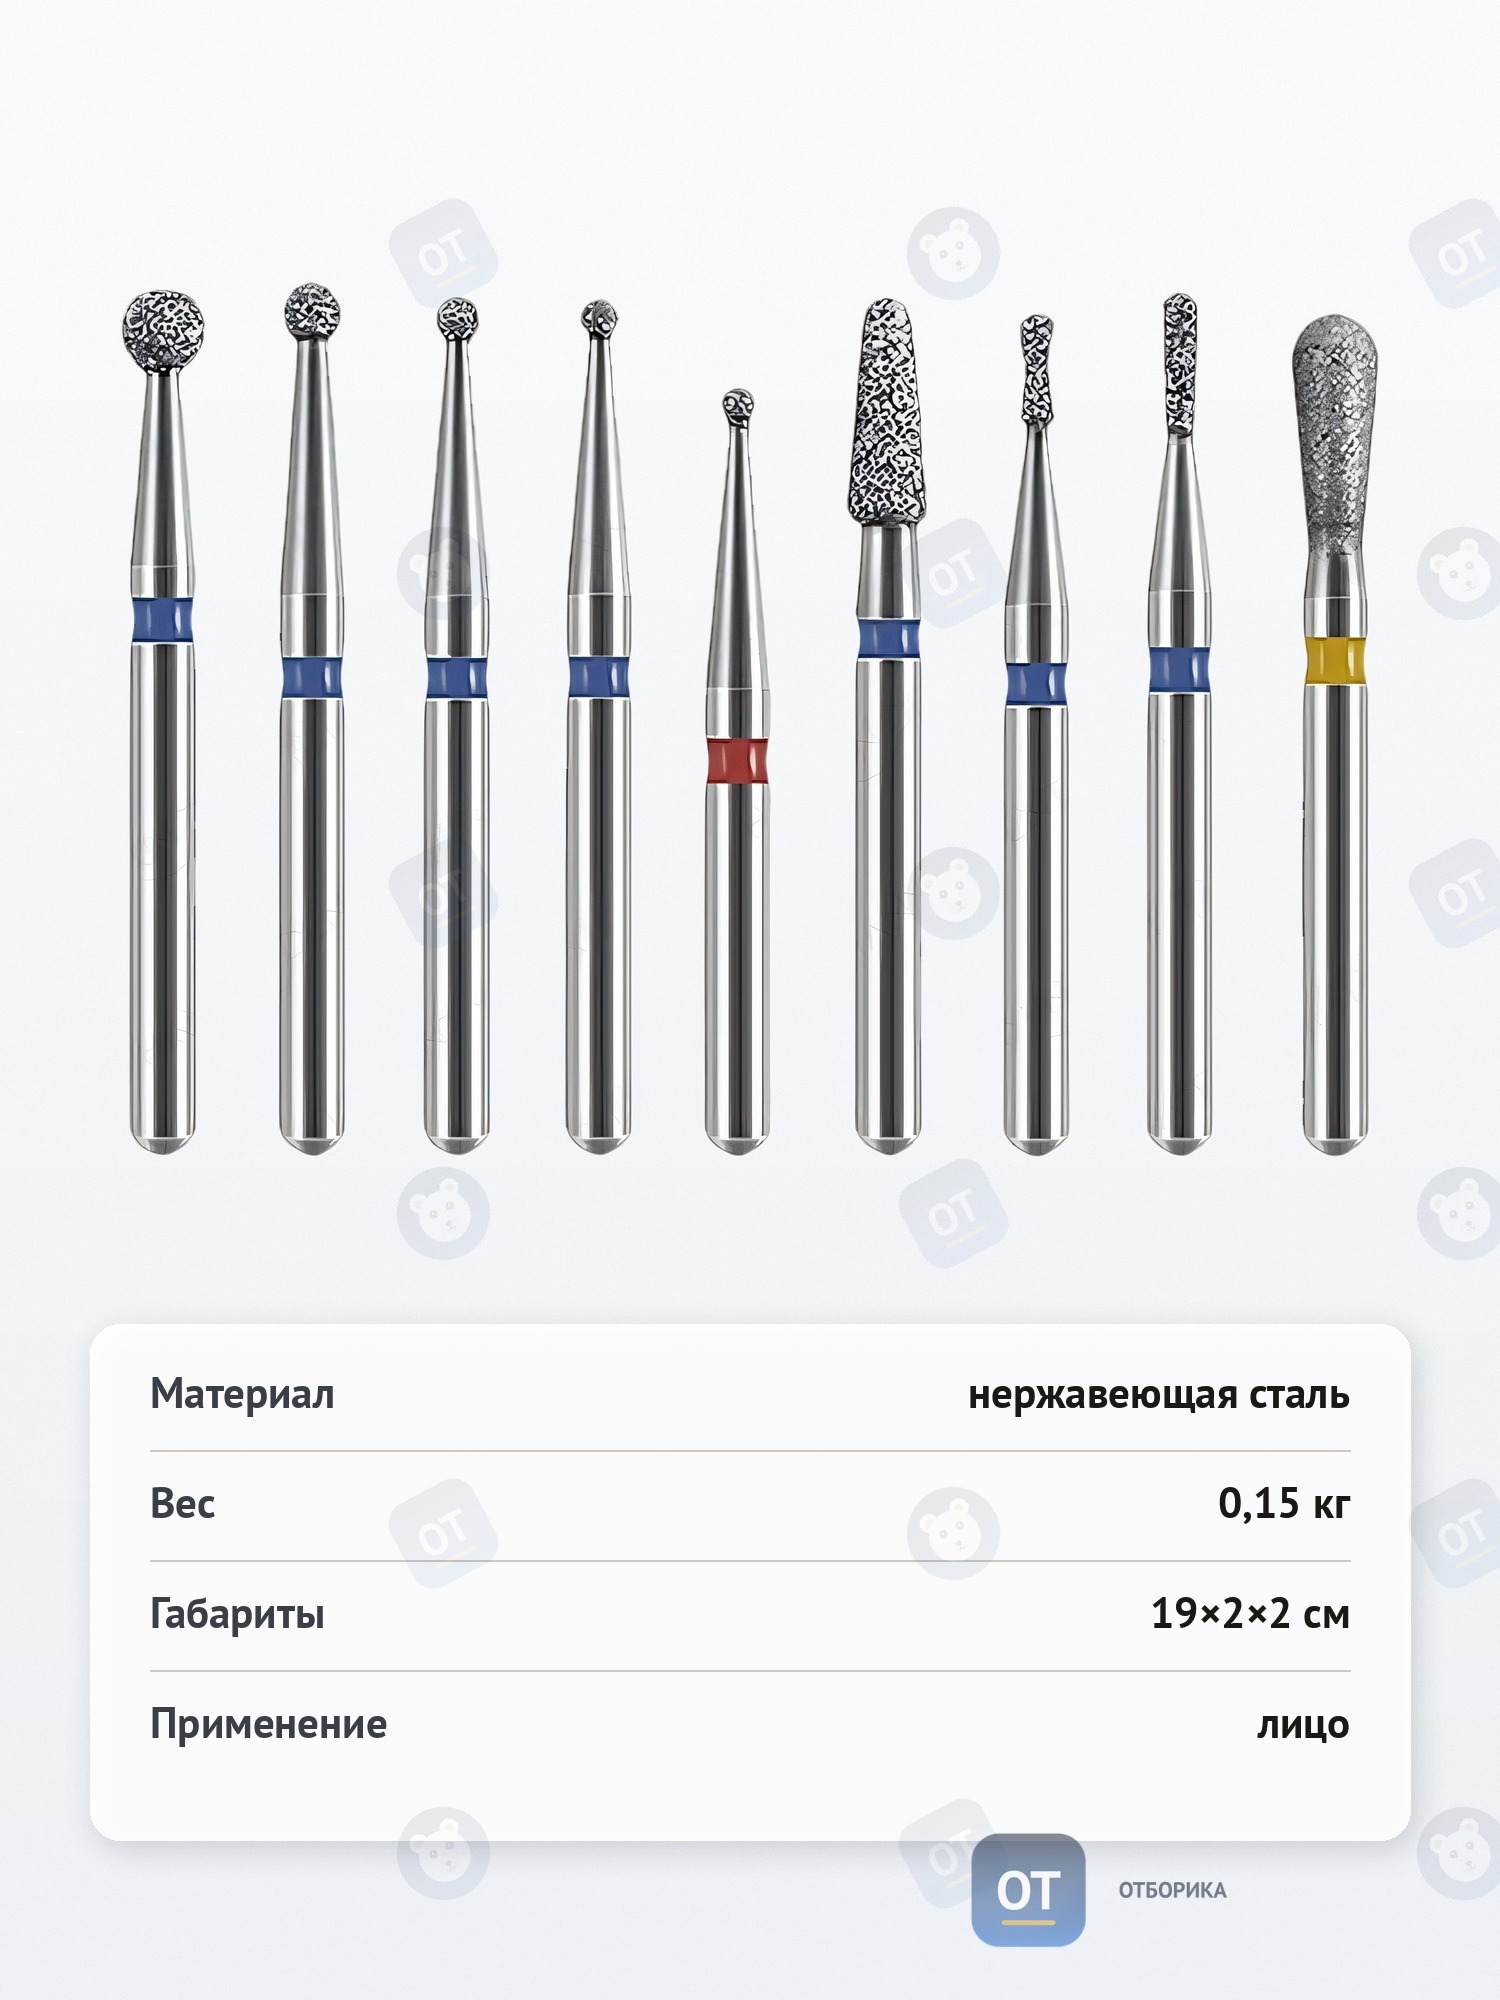 Материал нержавеющая сталь
Вес 0,15 кг
Габариты 19×2×2 см
Применение лицо
ОТ ОТБОРИКА